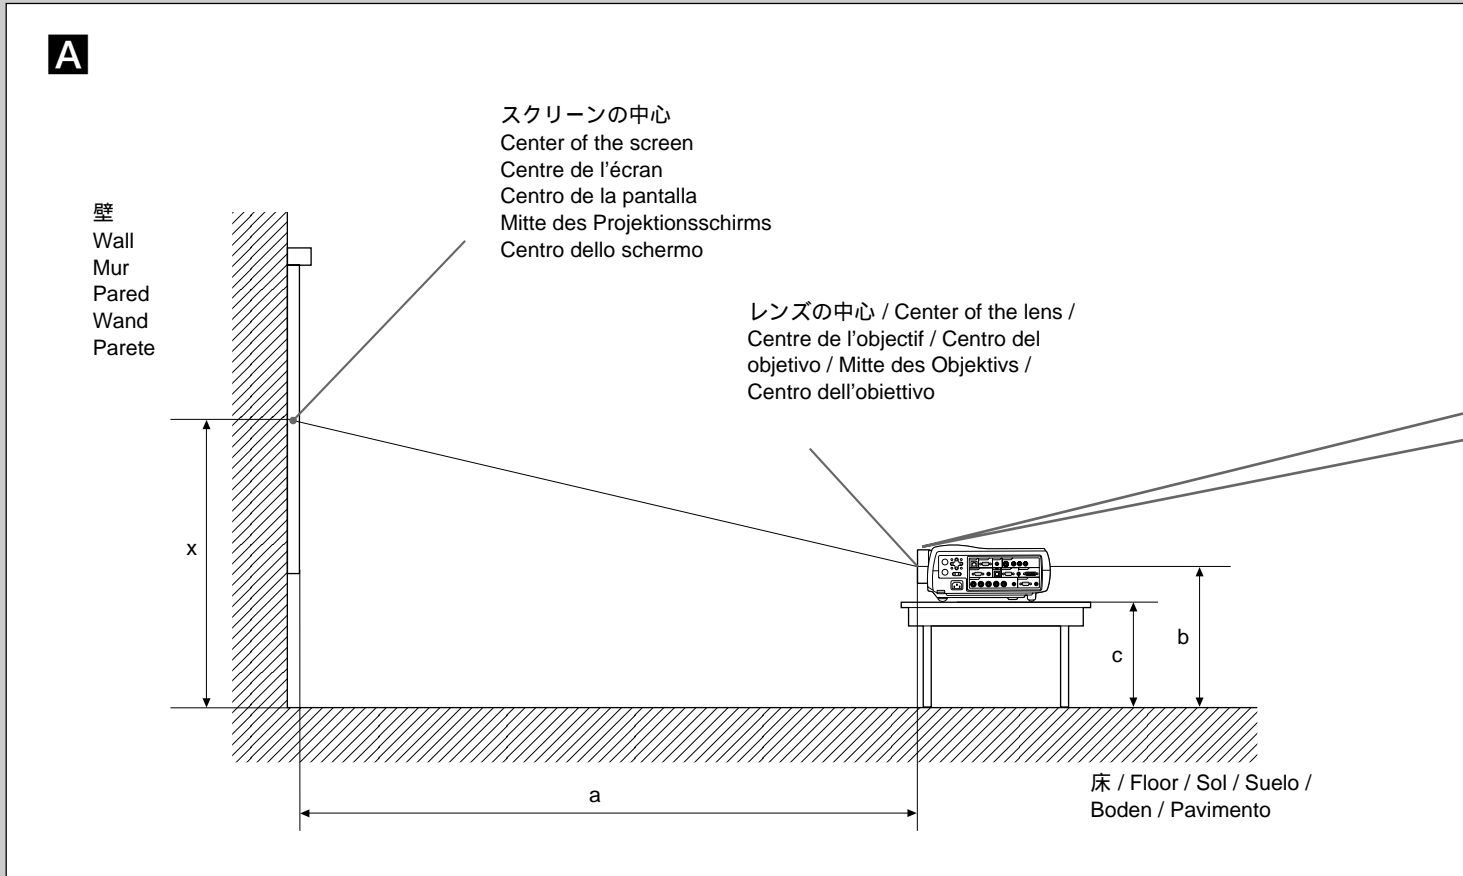 A
スクリーンの中心
Center of the screen
Centre de l'écran
Centro de la pantalla
Mitte des Projektionsschirms
Centro dello schermo
壁
Wall
Mur
Pared
Wand
Parete
レンズの中心 / Center of the lens /
Centre de l'objectif / Centro del
objetivo / Mitte des Objektivs /
Centro dell'obiettivo
x
b
c
a
床 / Floor / Sol / Suelo /
Boden / Pavimento